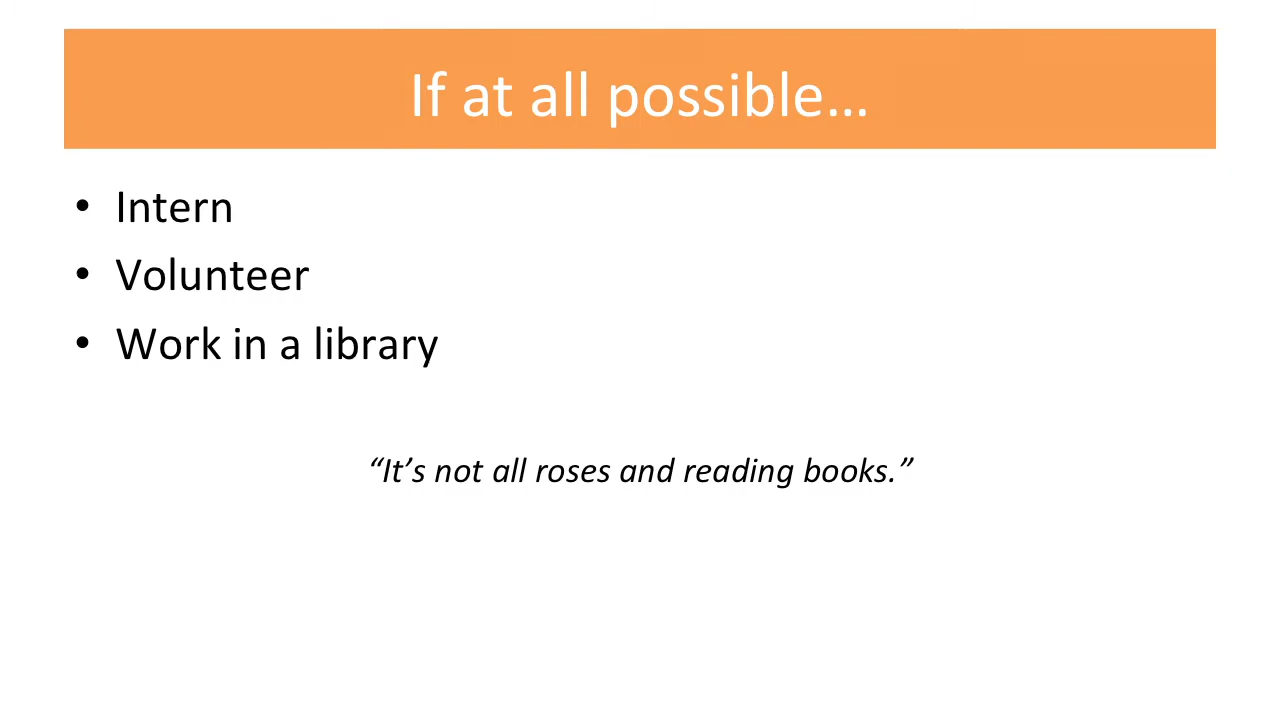 If at all possible…
• Intern
• Volunteer
• Work in a library
“It’s not all roses and reading books.”